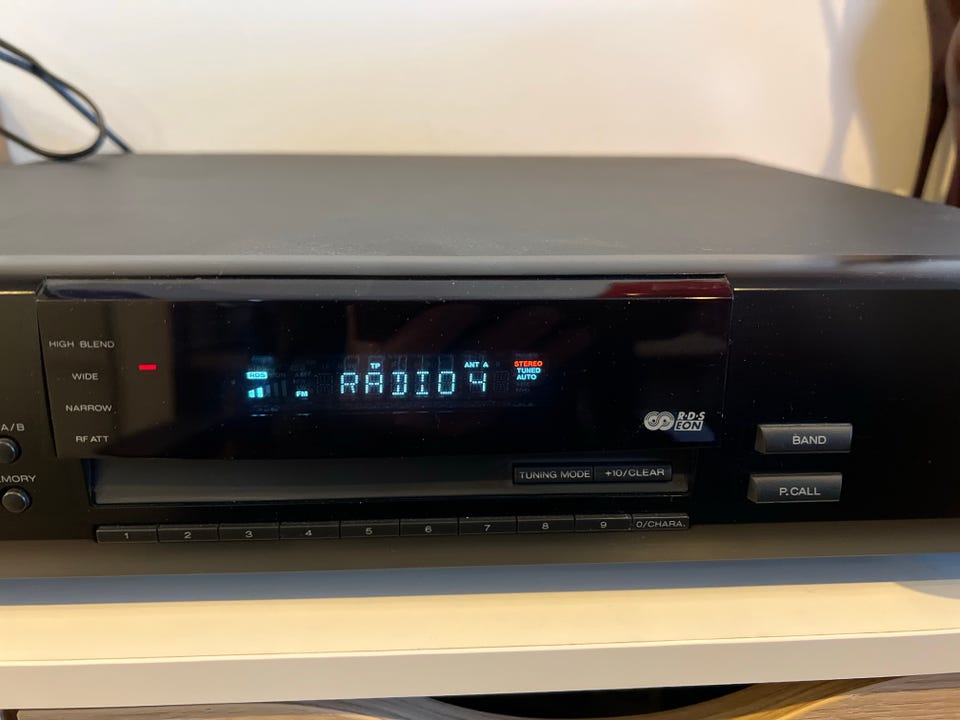 HIGH BLEND
WIDE
NARROW
RF ATT
A/B
MORY
RDS
TP
ANT A
STEREO
TUNED
AUTO
FM
RADIO 4
R·D·S
EON
BAND
P.CALL
TUNING MODE
+10/CLEAR
1 2 3 4 5 6 7 8 9 0/CHARA.